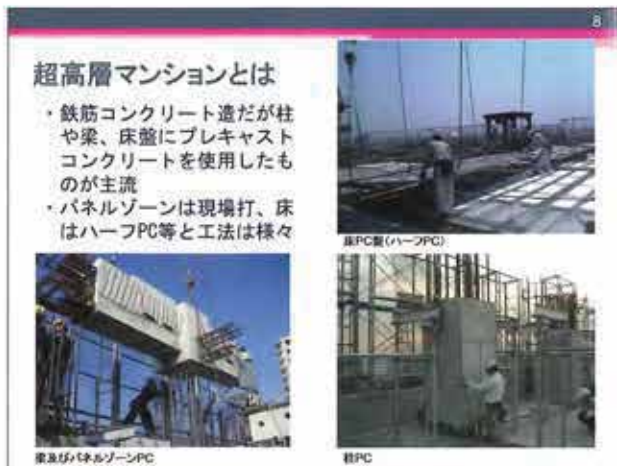 8
超高層マンションとは
・鉄筋コンクリート造だが柱
や梁、床盤にプレキャスト
コンクリートを使用したも
のが主流
・パネルゾーンは現場打、床
はハーフPC等と工法は様々
床PC盤(ハーフPC)
梁及びパネルゾーンPC
柱PC